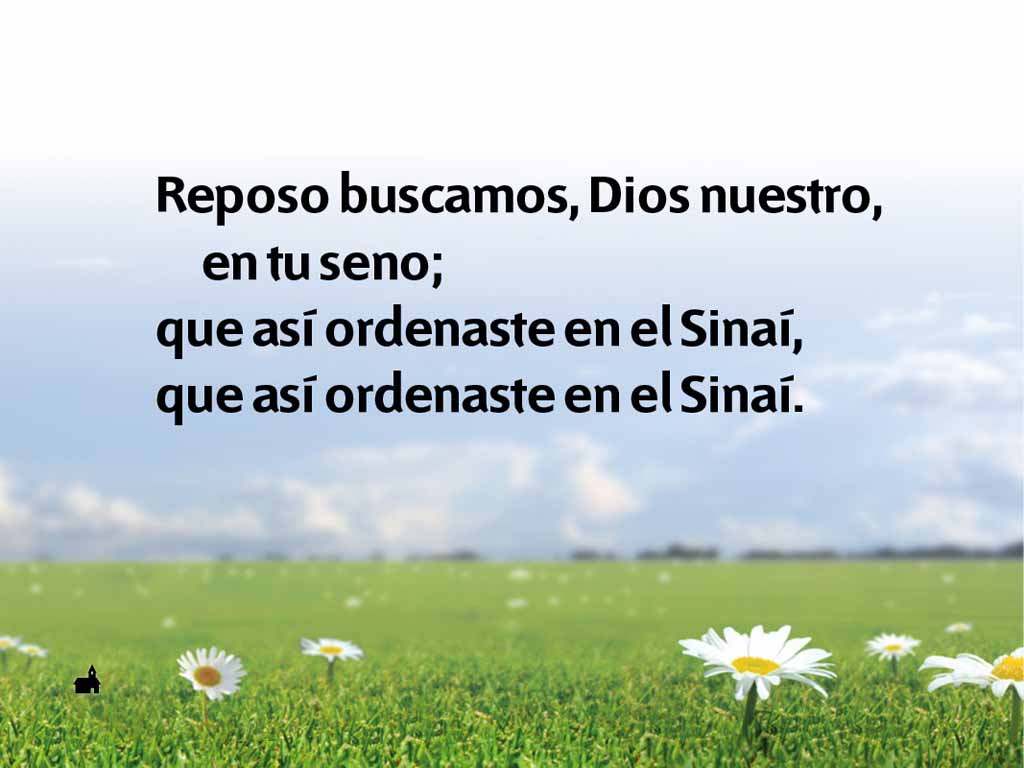 Reposo buscamos, Dios nuestro,
en tu seno;
que así ordenaste en el Sinaí,
que así ordenaste en el Sinaí.